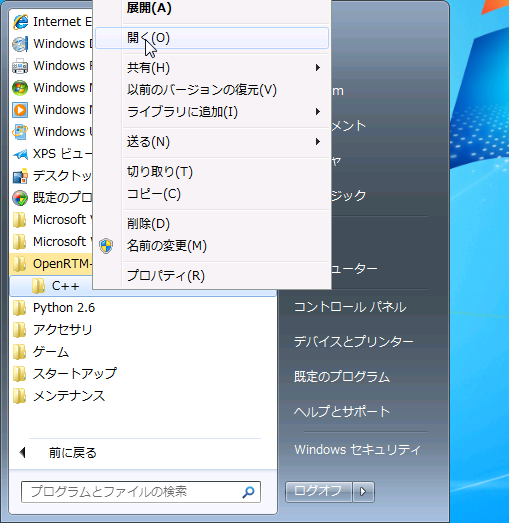 展開(A)
開く(O)
共有(H)
以前のバージョンの復元(V)
ライブラリに追加(I)
送る(N)
切り取り(T)
コピー(C)
削除(D)
名前の変更(M)
プロパティ(R)
Internet E
Windows D
Windows F
Windows M
Windows M
Windows U
XPS ビュー
デスクトッ
既定のプロ
Microsoft V
Microsoft V
OpenRTM-
C++
Python 2.6
アクセサリ
ゲーム
スタートアップ
メンテナンス
前に戻る
プログラムとファイルの検索
m
メント
ャ
ジック
ューター
コントロール パネル
デバイスとプリンター
既定のプログラム
ヘルプとサポート
Windows セキュリティ
ログオフ